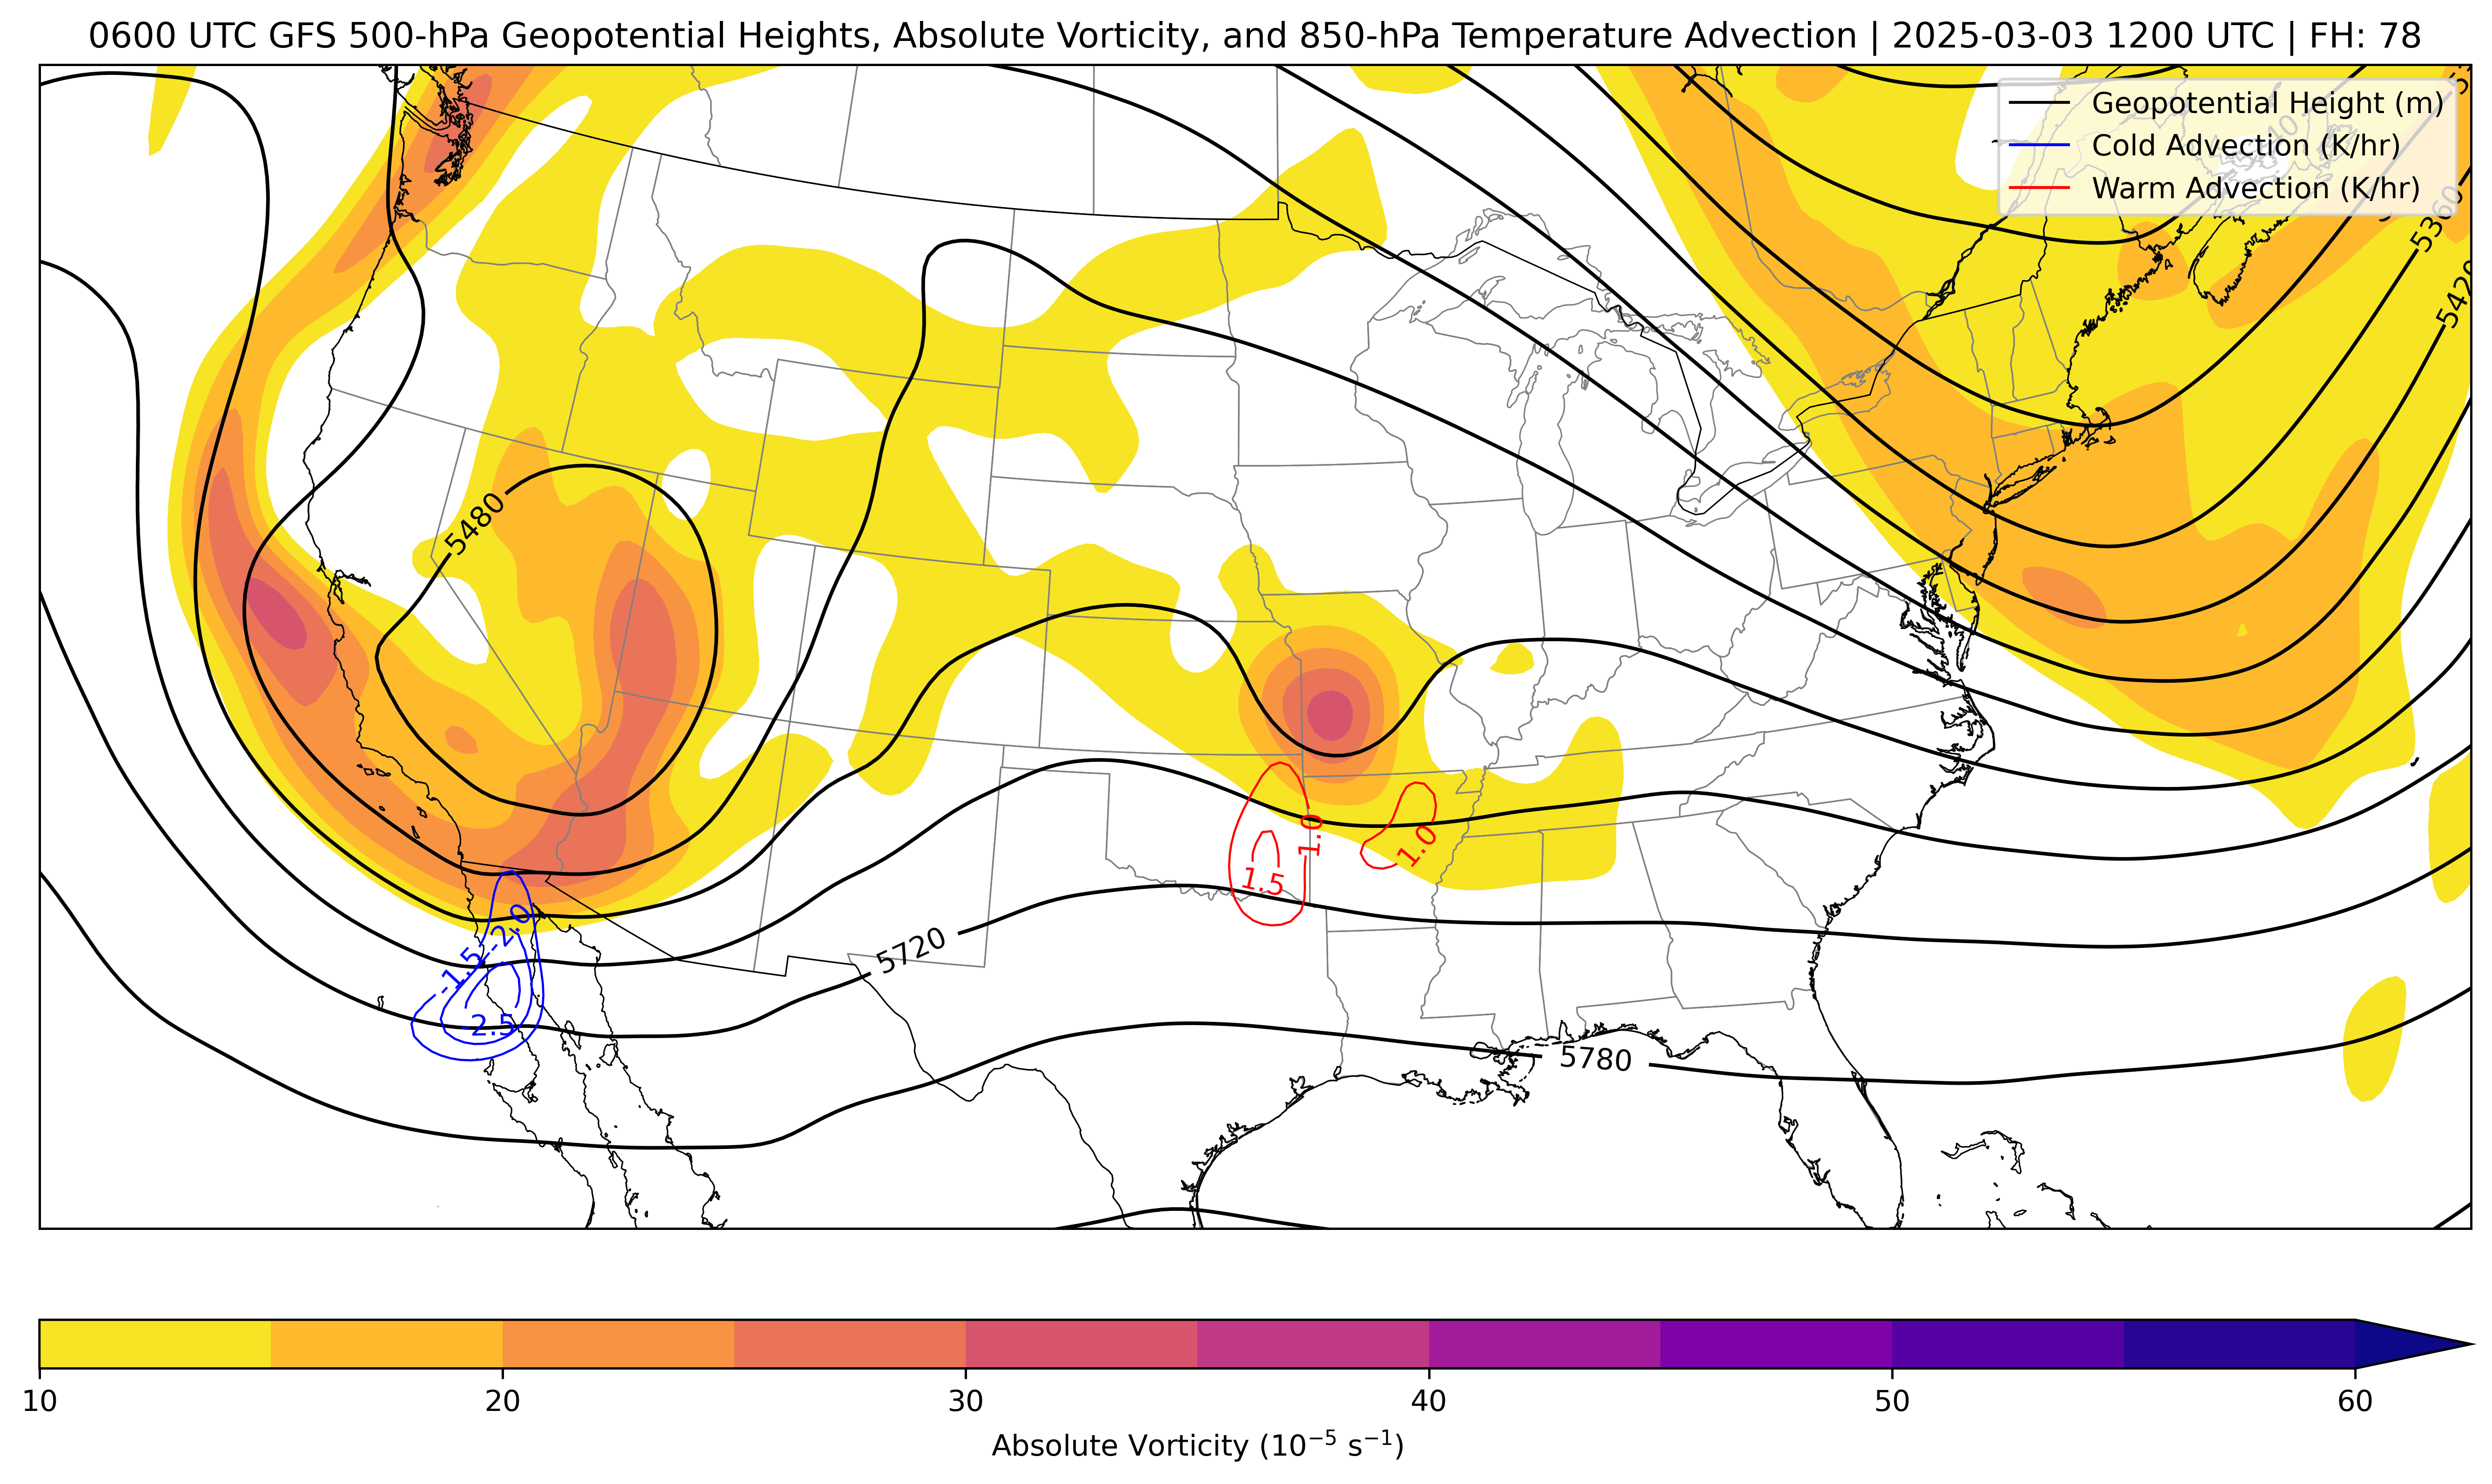 0600 UTC GFS 500-hPa Geopotential Heights, Absolute Vorticity, and 850-hPa Temperature Advection | 2025-03-03 1200 UTC | FH: 78
Geopotential Height (m)
Cold Advection (K/hr)
Warm Advection (K/hr)
5360
5420
5480
1.0
1.0
1.5
-2.0
-1.5
-2.5
5720
5780
10 20 30 40 50 60
Absolute Vorticity (10⁻⁵ s⁻¹)